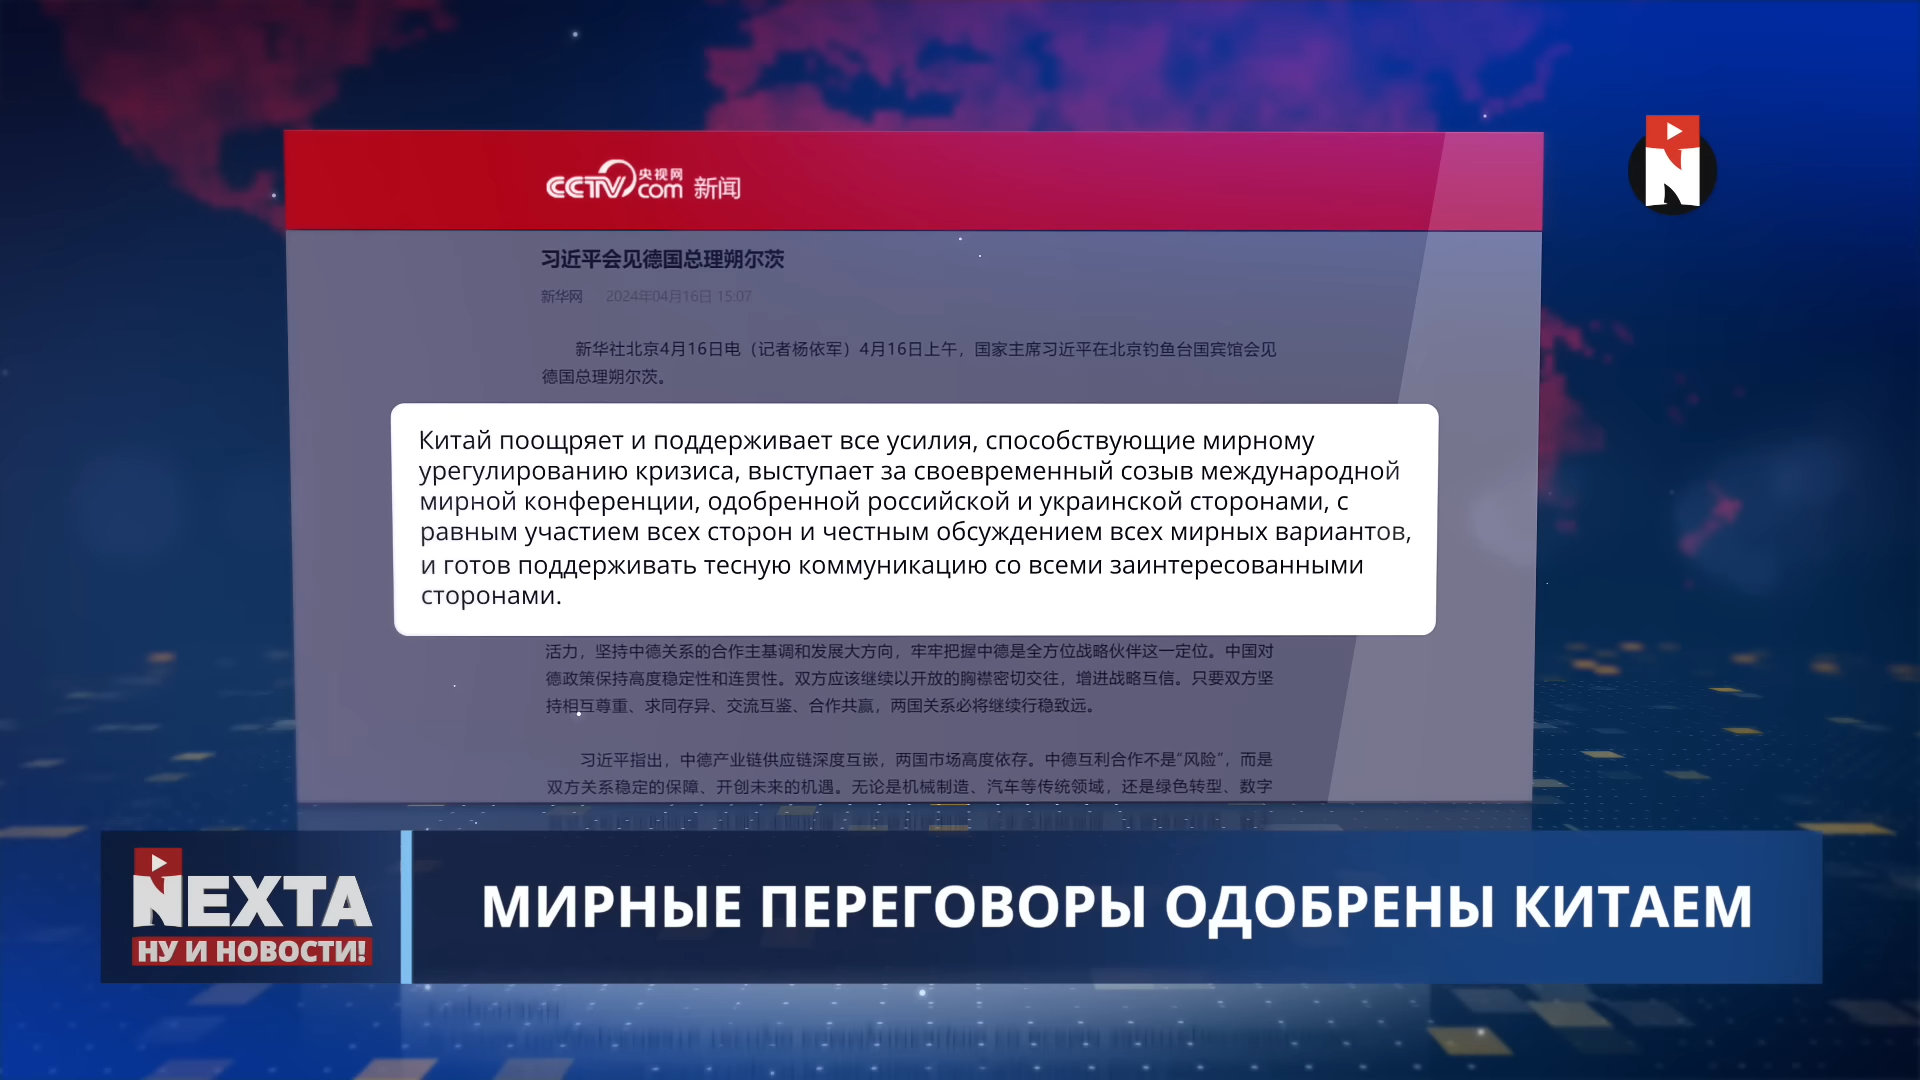 CCTV.com 央视网 新闻
习近平会见德国总理朔尔茨
新华网 2024年04月16日 15:07
新华社北京4月16日电（记者杨依军）4月16日上午，国家主席习近平在北京钓鱼台国宾馆会见
德国总理朔尔茨。
Китай поощряет и поддерживает все усилия, способствующие мирному
урегулированию кризиса, выступает за своевременный созыв международной
мирной конференции, одобренной российской и украинской сторонами, с
равным участием всех сторон и честным обсуждением всех мирных вариантов,
и готов поддерживать тесную коммуникацию со всеми заинтересованными
сторонами.
活力，坚持中德关系的合作主基调和发展大方向，牢牢把握中德是全方位战略伙伴这一定位。中国对
德政策保持高度稳定性和连贯性。双方应该继续以开放的胸襟密切交往，增进战略互信。只要双方坚
持相互尊重、求同存异、交流互鉴、合作共赢，两国关系必将继续行稳致远。
习近平指出，中德产业链供应链深度互嵌，两国市场高度依存。中德互利合作不是“风险”，而是
双方关系稳定的保障、开创未来的机遇。无论是机械制造、汽车等传统领域，还是绿色转型、数字
NEXTA
НУ И НОВОСТИ!
МИРНЫЕ ПЕРЕГОВОРЫ ОДОБРЕНЫ КИТАЕМ